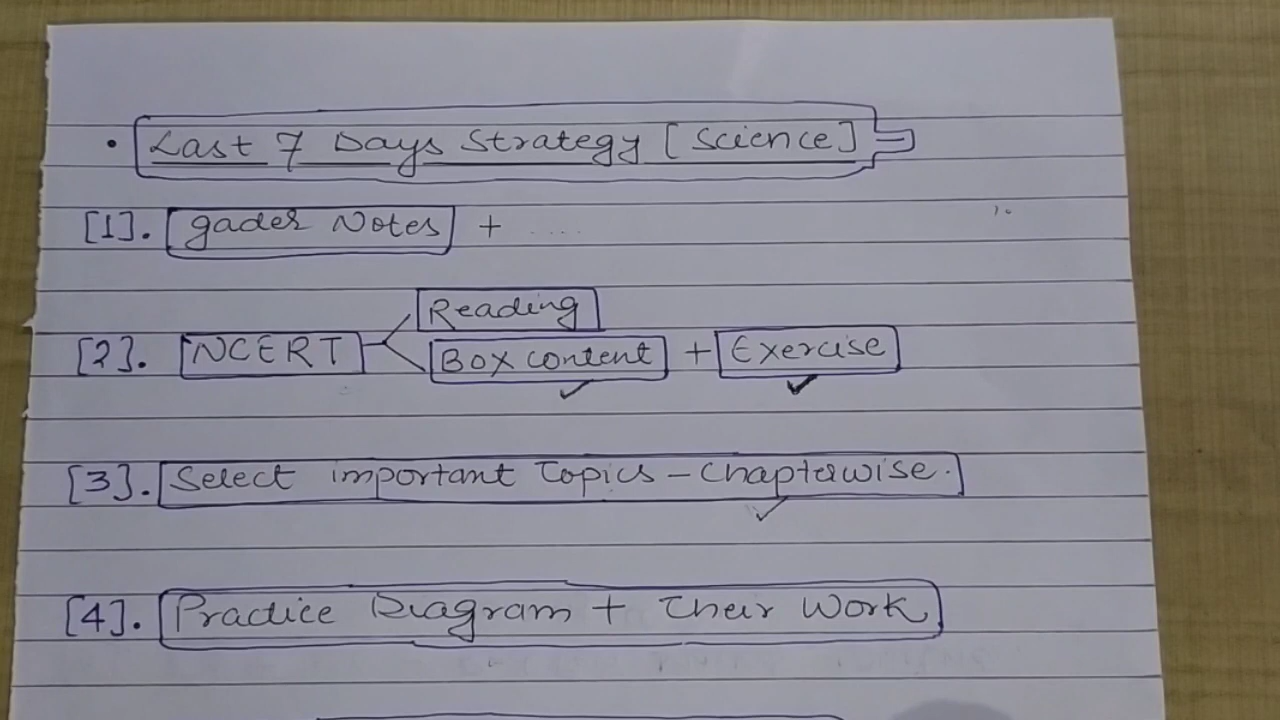 • Last 7 Days Strategy [Science]
[1]. gader Notes +
Reading
[2]. NCERT Box content + Exercise
[3]. Select important Topics - Chapterwise.
[4]. Practice Diagram + Their Work